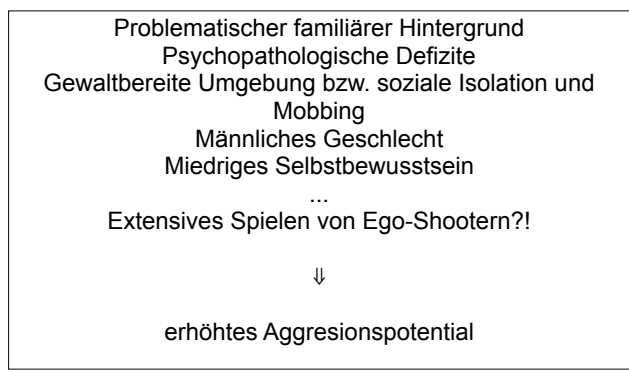 Problematischer familiärer Hintergrund
Psychopathologische Defizite
Gewaltbereite Umgebung bzw. soziale Isolation und
Mobbing
Männliches Geschlecht
Miedriges Selbstbewusstsein
...
Extensives Spielen von Ego-Shootern?!
⇓
erhöhtes Aggresionspotential